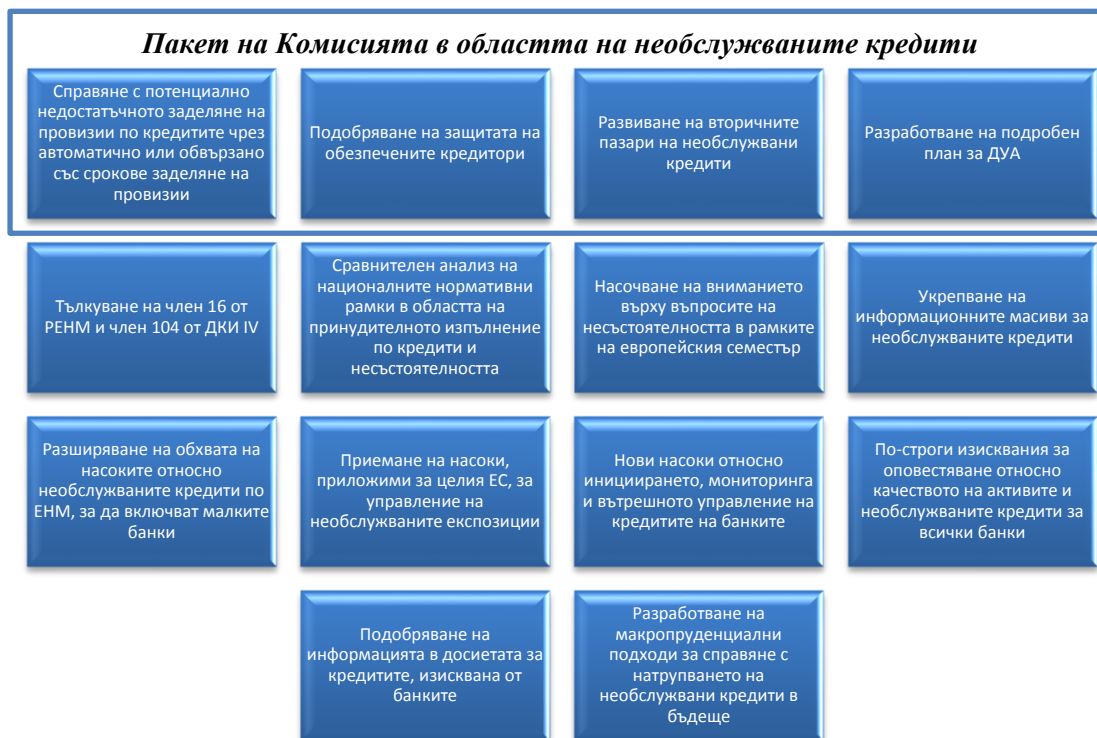 Пакет на Комисията в областта на необслужваните кредити
Справяне с потенциално
недостатъчното заделяне на
провизии по кредитите чрез
автоматично или обвързано
със срокове заделяне на
провизии
Подобряване на защитата на
обезпечените кредитори
Развиване на вторичните
пазари на необслужвани
кредити
Разработване на подробен
план за ДУА
Тълкуване на член 16 от
РЕНМ и член 104 от ДКИ IV
Сравнителен анализ на
националните нормативни
рамки в областта на
принудителното изпълнение
по кредити и
несъстоятелността
Насочване на вниманието
върху въпросите на
несъстоятелността в рамките
на европейския семестър
Укрепване на
информационните масиви за
необслужваните кредити
Разширяване на обхвата на
насоките относно
необслужваните кредити по
ЕНМ, за да включват малките
банки
Приемане на насоки,
приложими за целия ЕС, за
управление на
необслужваните експозиции
Нови насоки относно
инициирането, мониторинга
и вътрешното управление на
кредитите на банките
По-строги изисквания за
оповестяване относно
качеството на активите и
необслужваните кредити за
всички банки
Подобряване на
информацията в досиетата за
кредитите, изисквана от
банките
Разработване на
макропруденциални
подходи за справяне с
натрупването на
необслужвани кредити в
бъдеще